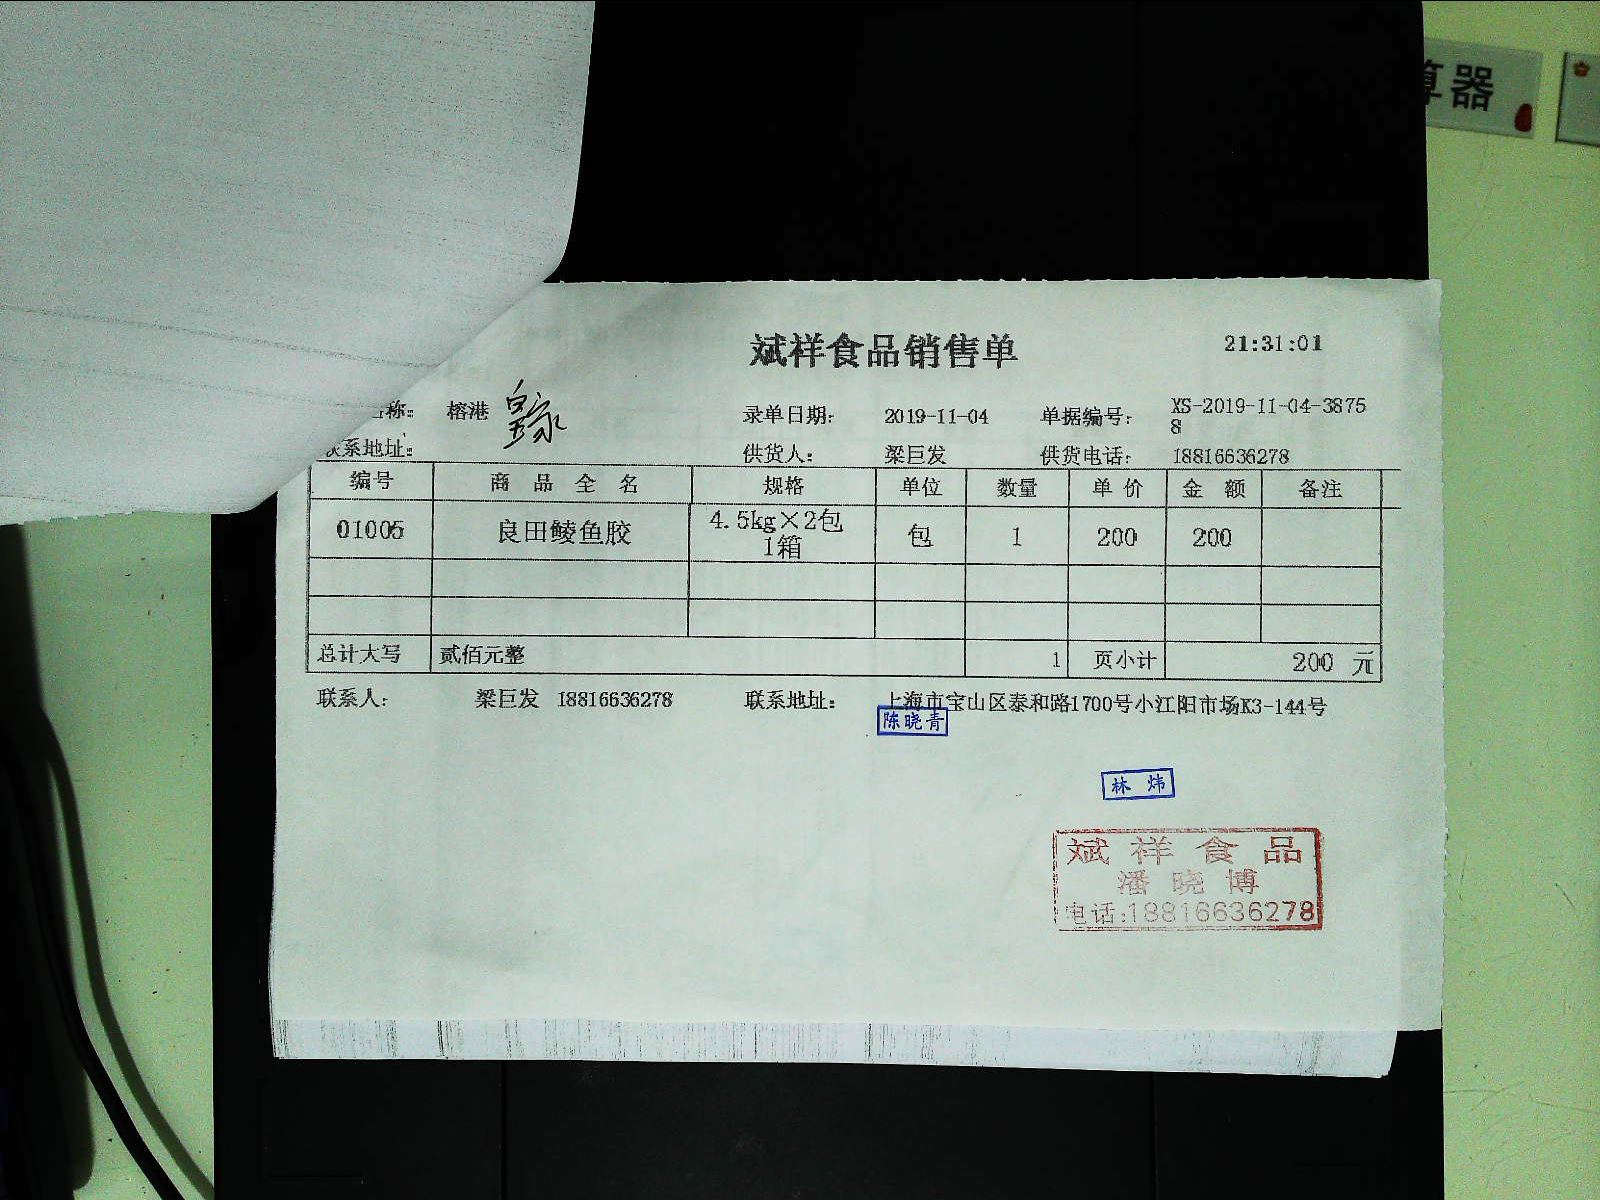 算器
斌祥食品销售单 21:31:01
名称: 榕港 录单日期: 2019-11-04 单据编号: XS-2019-11-04-3875
8
联系地址: 供货人: 梁巨发 供货电话: 18816636278
编号 商品全名 规格 单位 数量 单价 金额 备注
01005 良田鲮鱼胶 4.5kg×2包 包 1 200 200
1箱
总计大写 贰佰元整 1 页小计 200 元
联系人: 梁巨发 18816636278 联系地址: 上海市宝山区泰和路1700号小江阳市场K3-144号
陈晓青
林炜
斌祥食品
潘晓博
电话:18816636278